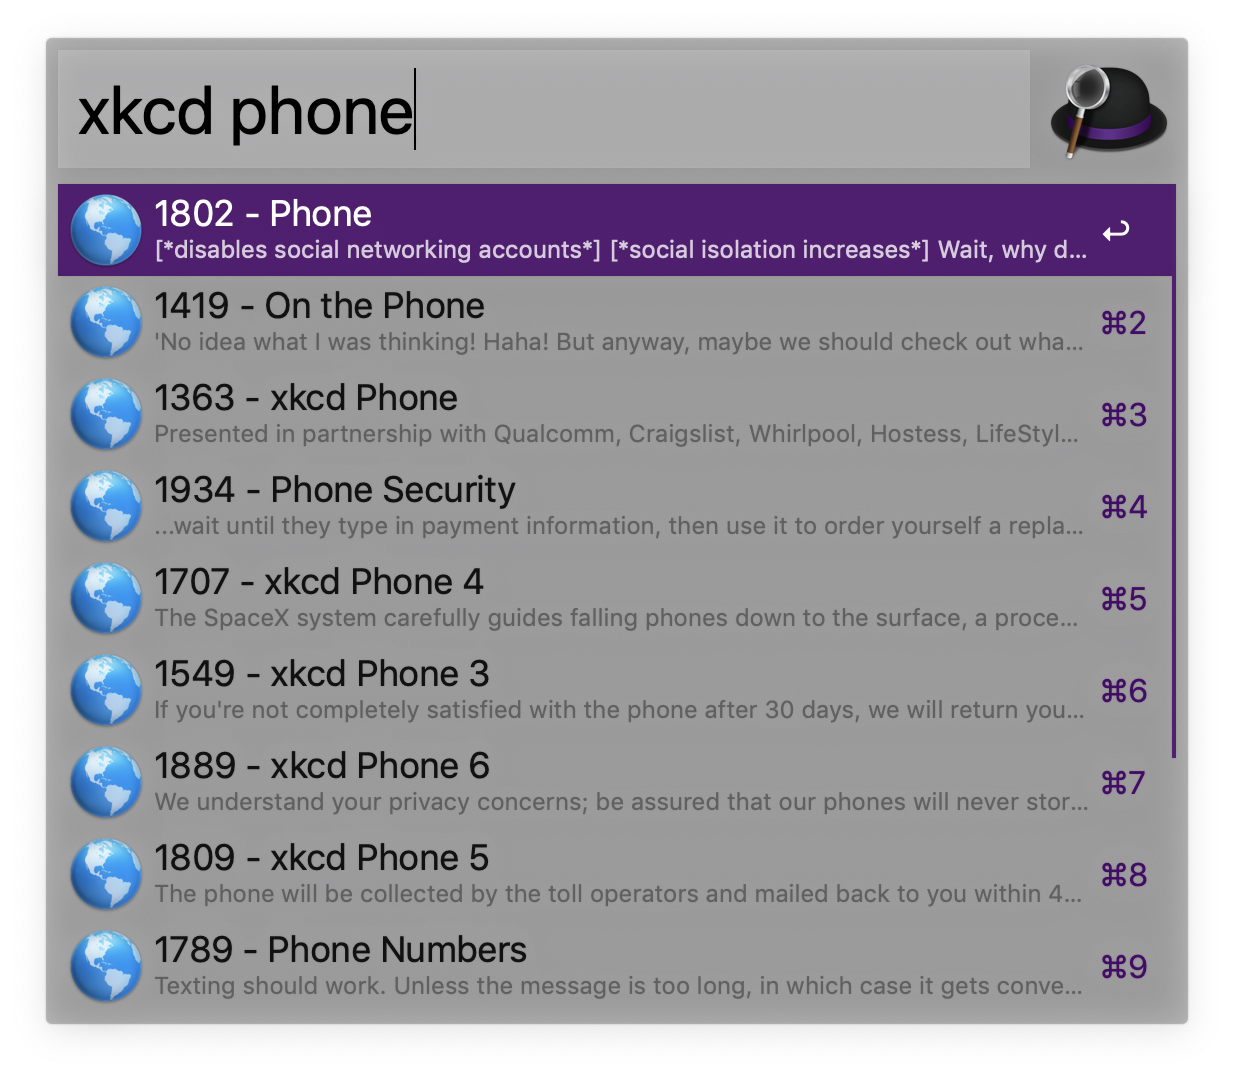 xkcd phone
1802 - Phone
[*disables social networking accounts*] [*social isolation increases*] Wait, why d...
1419 - On the Phone
'No idea what I was thinking! Haha! But anyway, maybe we should check out wha...
⌘2
1363 - xkcd Phone
Presented in partnership with Qualcomm, Craigslist, Whirlpool, Hostess, LifeStyl...
⌘3
1934 - Phone Security
...wait until they type in payment information, then use it to order yourself a repla...
⌘4
1707 - xkcd Phone 4
The SpaceX system carefully guides falling phones down to the surface, a proce...
⌘5
1549 - xkcd Phone 3
If you're not completely satisfied with the phone after 30 days, we will return you...
⌘6
1889 - xkcd Phone 6
We understand your privacy concerns; be assured that our phones will never stor...
⌘7
1809 - xkcd Phone 5
The phone will be collected by the toll operators and mailed back to you within 4...
⌘8
1789 - Phone Numbers
Texting should work. Unless the message is too long, in which case it gets conve...
⌘9